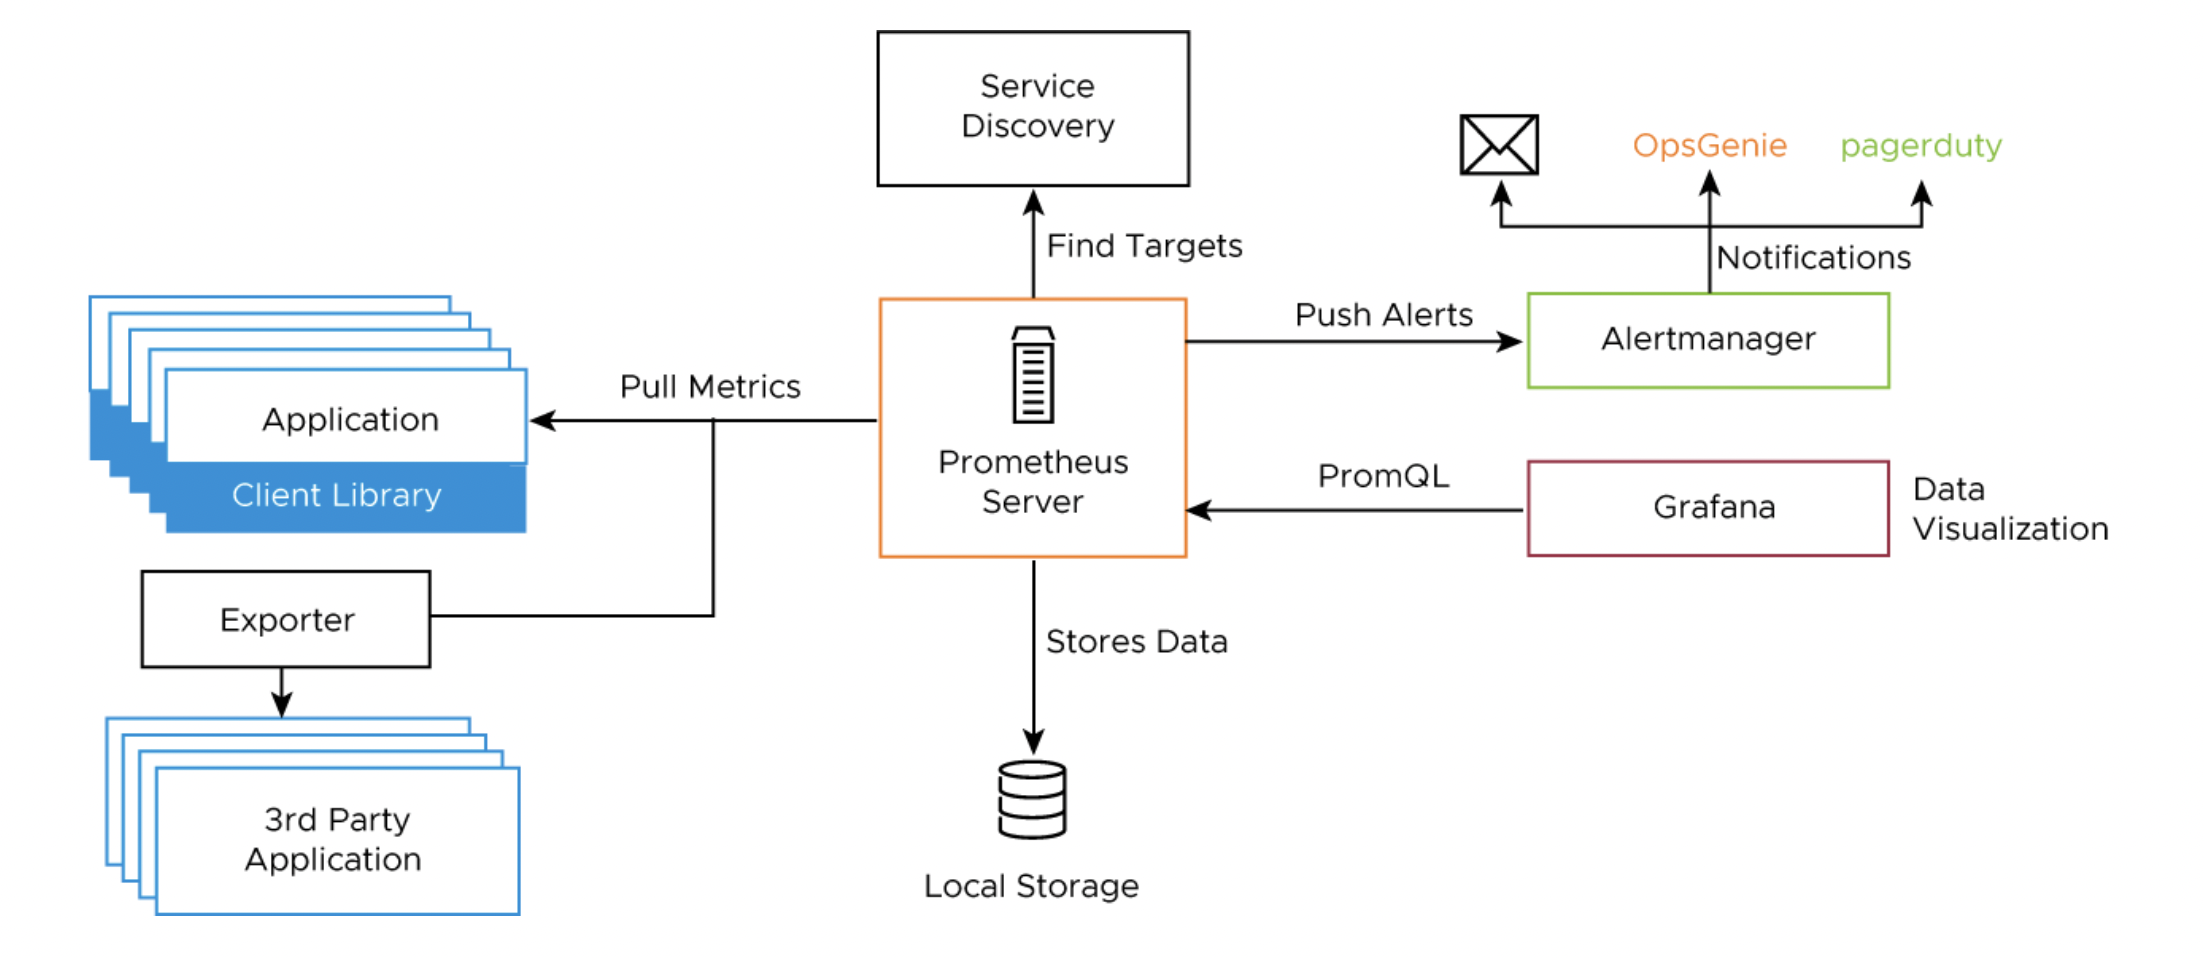 Service
Discovery
OpsGenie
pagerduty
Find Targets
Notifications
Push Alerts
Alertmanager
Pull Metrics
Application
Client Library
Prometheus
Server
PromQL
Grafana
Data
Visualization
Exporter
Stores Data
3rd Party
Application
Local Storage